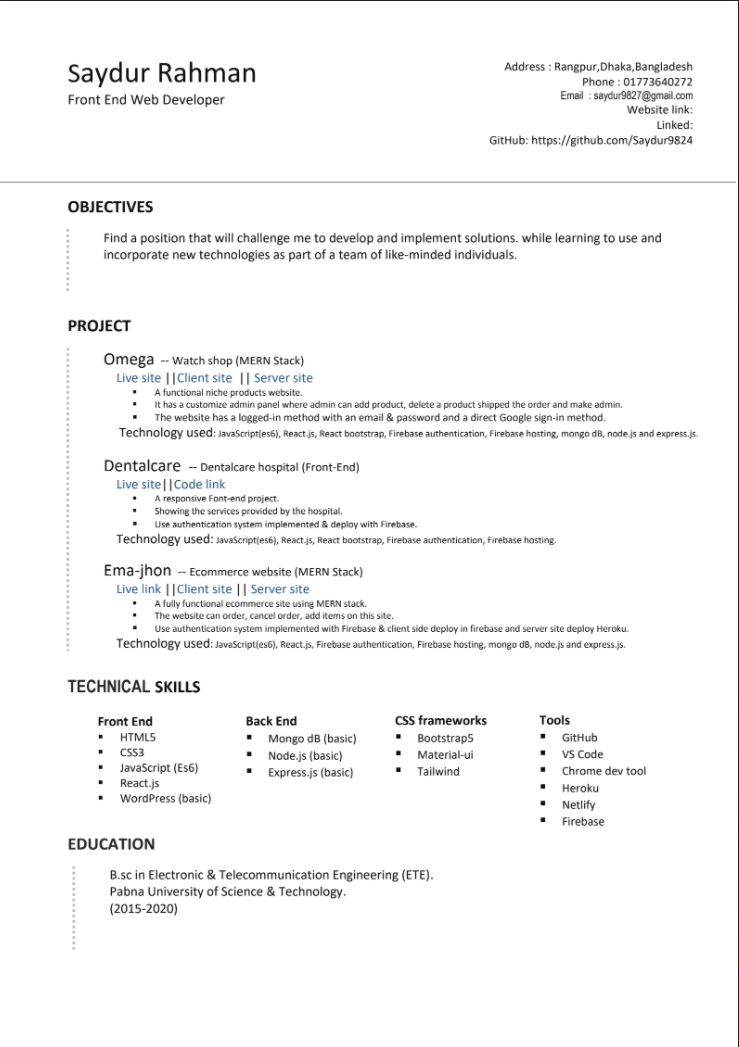 Saydur Rahman
Front End Web Developer
Address : Rangpur,Dhaka,Bangladesh
Phone : 01773640272
Email : saydur9827@gmail.com
Website link:
Linked:
GitHub: https://github.com/Saydur9824
OBJECTIVES
Find a position that will challenge me to develop and implement solutions. while learning to use and
incorporate new technologies as part of a team of like-minded individuals.
PROJECT
Omega -- Watch shop (MERN Stack)
Live site ||Client site || Server site
▪ A functional niche products website.
▪ It has a customize admin panel where admin can add product, delete a product shipped the order and make admin.
▪ The website has a logged-in method with an email & password and a direct Google sign-in method.
Technology used: JavaScript(es6), React.js, React bootstrap, Firebase authentication, Firebase hosting, mongo dB, node.js and express.js.
Dentalcare -- Dentalcare hospital (Front-End)
Live site||Code link
▪ A responsive Font-end project.
▪ Showing the services provided by the hospital.
▪ Use authentication system implemented & deploy with Firebase.
Technology used: JavaScript(es6), React.js, React bootstrap, Firebase authentication, Firebase hosting.
Ema-jhon -- Ecommerce website (MERN Stack)
Live link ||Client site || Server site
▪ A fully functional ecommerce site using MERN stack.
▪ The website can order, cancel order, add items on this site.
▪ Use authentication system implemented with Firebase & client side deploy in firebase and server site deploy Heroku.
Technology used: JavaScript(es6), React.js, Firebase authentication, Firebase hosting, mongo dB, node.js and express.js.
TECHNICAL SKILLS
Front End
▪ HTML5
▪ CSS3
▪ JavaScript (Es6)
▪ React.js
▪ WordPress (basic)
Back End
▪ Mongo dB (basic)
▪ Node.js (basic)
▪ Express.js (basic)
CSS frameworks
▪ Bootstrap5
▪ Material-ui
▪ Tailwind
Tools
▪ GitHub
▪ VS Code
▪ Chrome dev tool
▪ Heroku
▪ Netlify
▪ Firebase
EDUCATION
B.sc in Electronic & Telecommunication Engineering (ETE).
Pabna University of Science & Technology.
(2015-2020)